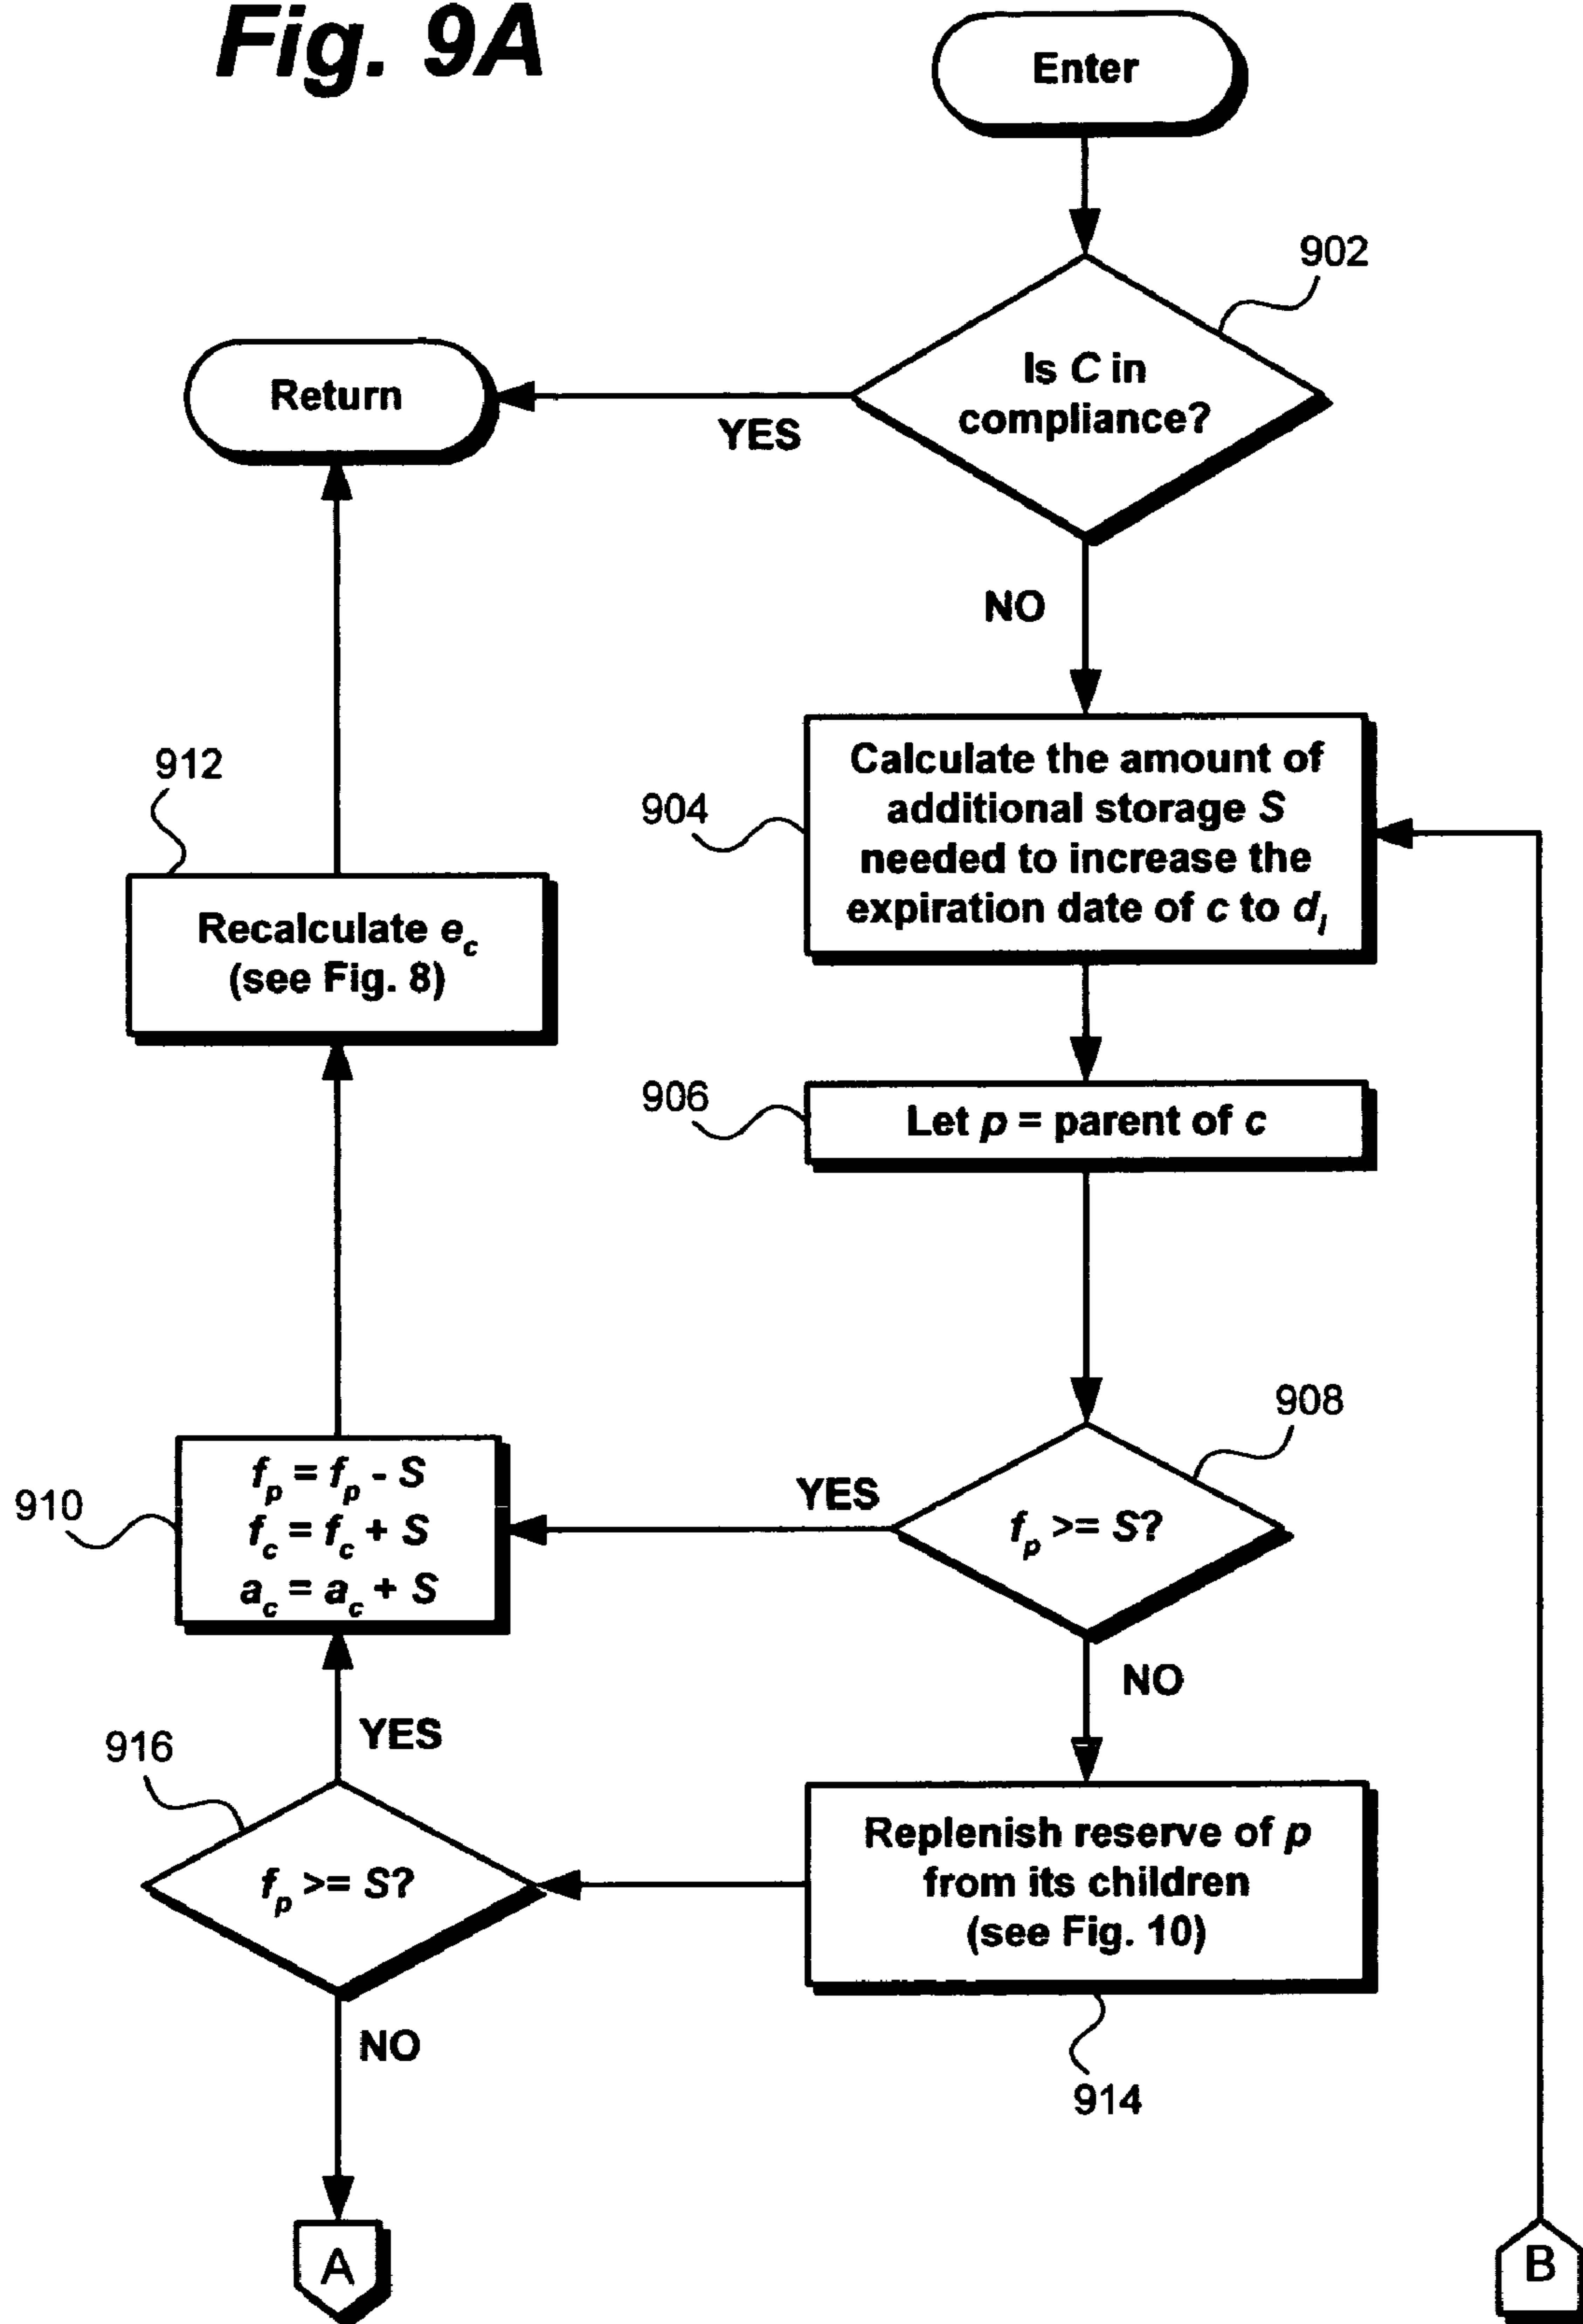 Fig. 9A
Enter
902
Is C in
compliance?
Return
YES
NO
904
Calculate the amount of
additional storage S
needed to increase the
expiration date of c to d_l
912
Recalculate e_c
(see Fig. 8)
906
Let p = parent of c
908
f_p >= S?
YES
910
f_p = f_p - S
f_c = f_c + S
a_c = a_c + S
NO
YES
916
f_p >= S?
Replenish reserve of p
from its children
(see Fig. 10)
914
NO
A
B